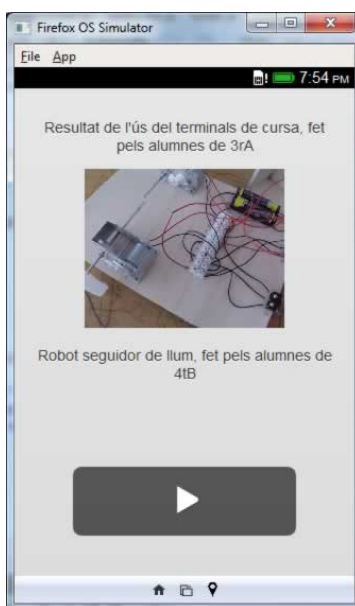 Firefox OS Simulator
File App
7:54 PM
Resultat de l'ús del terminals de cursa, fet
pels alumnes de 3rA
Robot seguidor de llum, fet pels alumnes de
4tB